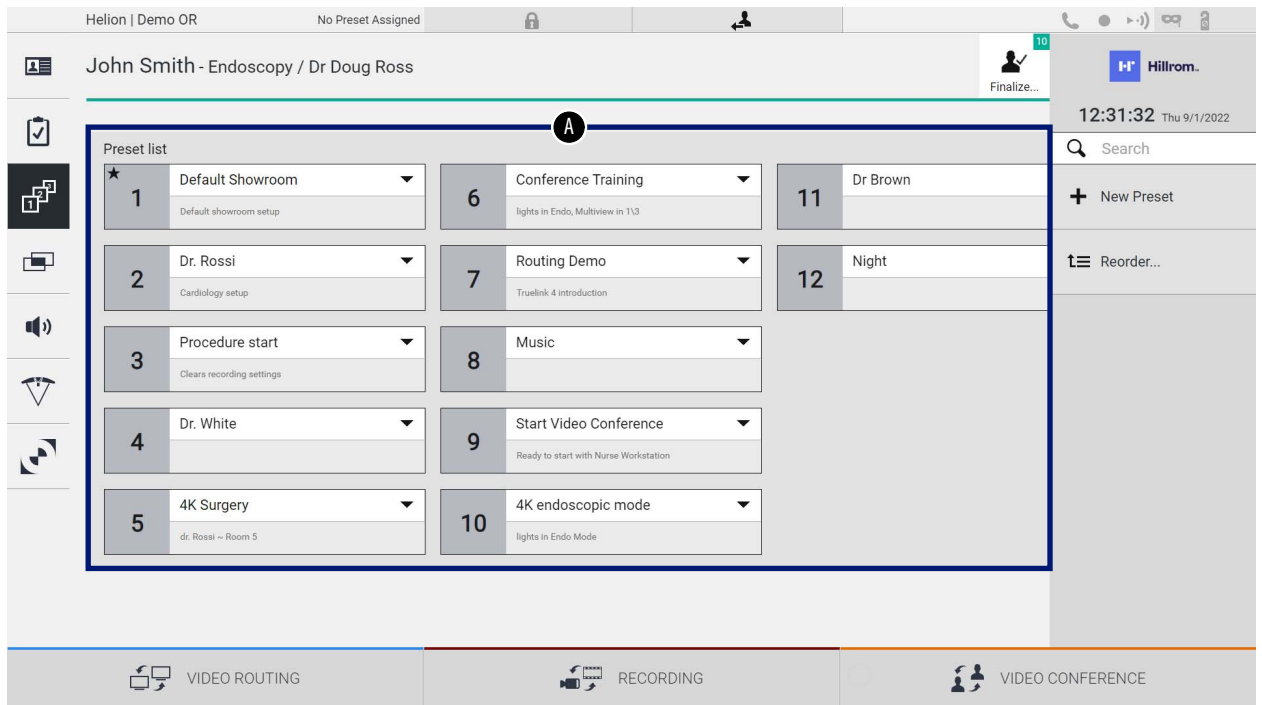 Helion | Demo OR No Preset Assigned
10
John Smith - Endoscopy / Dr Doug Ross
Finalize...
Hillrom™
12:31:32 Thu 9/1/2022
A
Search
Preset list
1 Default Showroom
Default showroom setup
6 Conference Training
lights in Endo, Multiview in 1\3
11 Dr Brown
New Preset
2 Dr. Rossi
Cardiology setup
7 Routing Demo
Truelink 4 introduction
12 Night
Reorder...
3 Procedure start
Clears recording settings
8 Music
4 Dr. White
9 Start Video Conference
Ready to start with Nurse Workstation
5 4K Surgery
dr. Rossi ~ Room 5
10 4K endoscopic mode
lights in Endo Mode
VIDEO ROUTING RECORDING VIDEO CONFERENCE